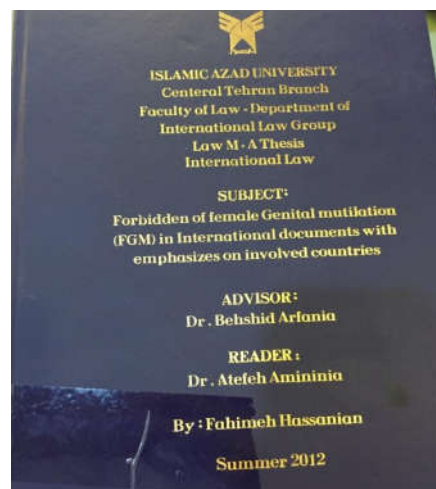 ISLAMIC AZAD UNIVERSITY
Centeral Tehran Branch
Faculty of Law - Department of
International Law Group
Law M - A Thesis
International Law
SUBJECT:
Forbidden of female Genital mutilation
(FGM) in International documents with
emphasizes on involved countries
ADVISOR:
Dr. Behshid Arfania
READER:
Dr. Atefeh Amininia
By: Fahimeh Hassanian
Summer 2012